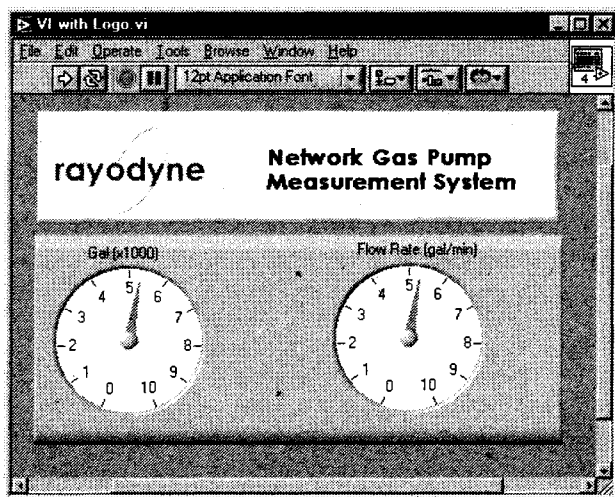 VI with Logo.vi
File Edit Operate Tools Browse Window Help
12pt Application Font
4
rayodyne
Network Gas Pump
Measurement System
Gal (x1000)
0 1 2 3 4 5 6 7 8 9 10
Flow Rate (gal/min)
0 1 2 3 4 5 6 7 8 9 10